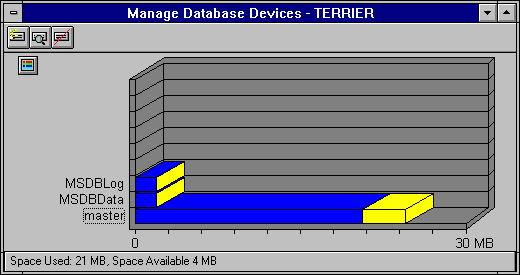 Manage Database Devices - TERRIER
MSDBLog
MSDBData
master
0 30 MB
Space Used: 21 MB, Space Available 4 MB